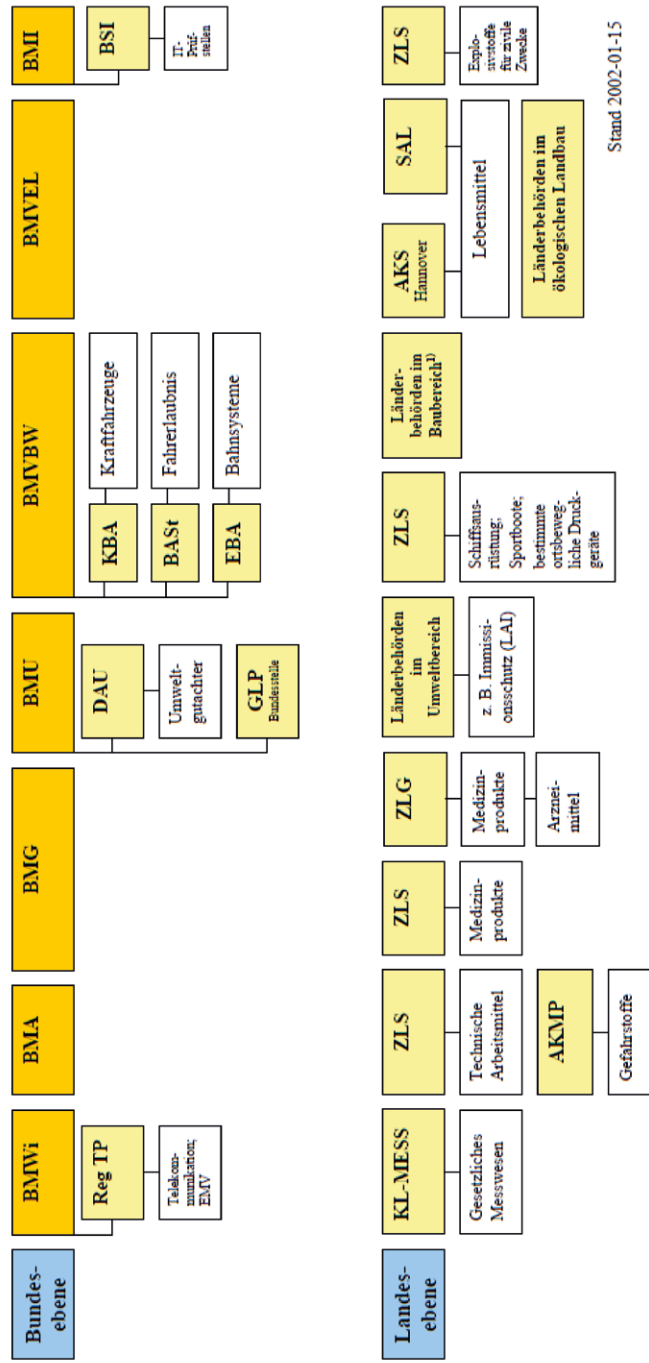 Bundes-
ebene
BMWi
Reg TP
Telekom-
munikation;
EMV
BMA
BMG
BMU
DAU
Umwelt-
gutachter
GLP
Bundesstelle
BMVBW
KBA
Kraftfahrzeuge
BASt
Fahrerlaubnis
EBA
Bahnsysteme
BMVEL
BMI
BSI
IT-
Prüf-
stellen
Landes-
ebene
KL-MESS
Gesetzliches
Messwesen
ZLS
Technische
Arbeitsmittel
AKMP
Gefahrstoffe
ZLS
Medizin-
produkte
ZLG
Medizin-
produkte
Arznei-
mittel
Länderbehörden
im
Umweltbereich
z. B. Immissi-
onsschutz (LAI)
ZLS
Schiffsaus-
rüstung;
Sportboote;
bestimmte
ortsbeweg-
liche Druck-
geräte
Länder-
behörden im
Baubereich¹⁾
AKS
Hannover
SAL
Lebensmittel
Länderbehörden im
ökologischen Landbau
ZLS
Explo-
sivstoffe
für zivile
Zwecke
Stand 2002-01-15